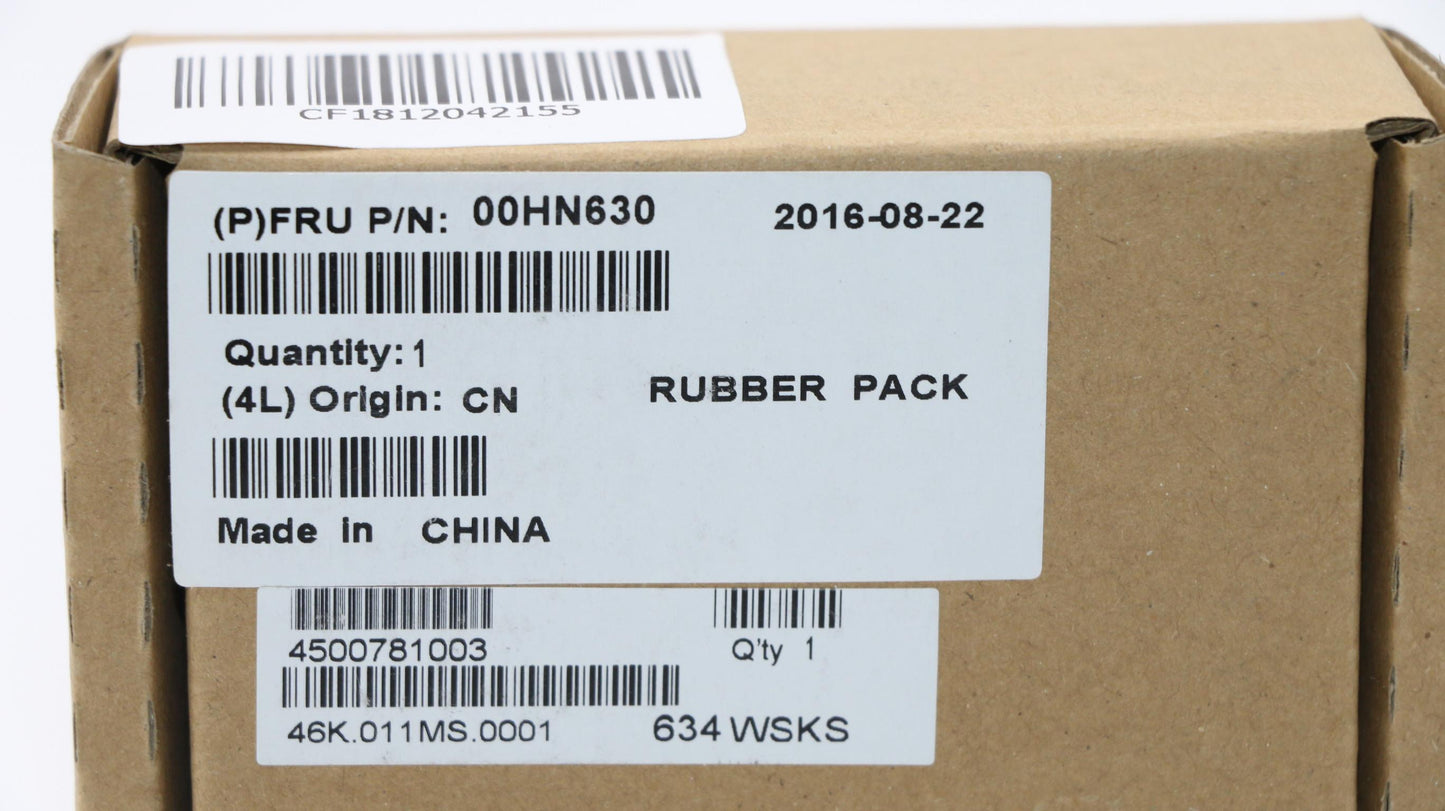 CF1812042155
(P)FRU P/N: 00HN630 2016-08-22
Quantity: 1
(4L) Origin: CN RUBBER PACK
Made in CHINA
4500781003 Q'ty 1
46K.011MS.0001 634 WSKS